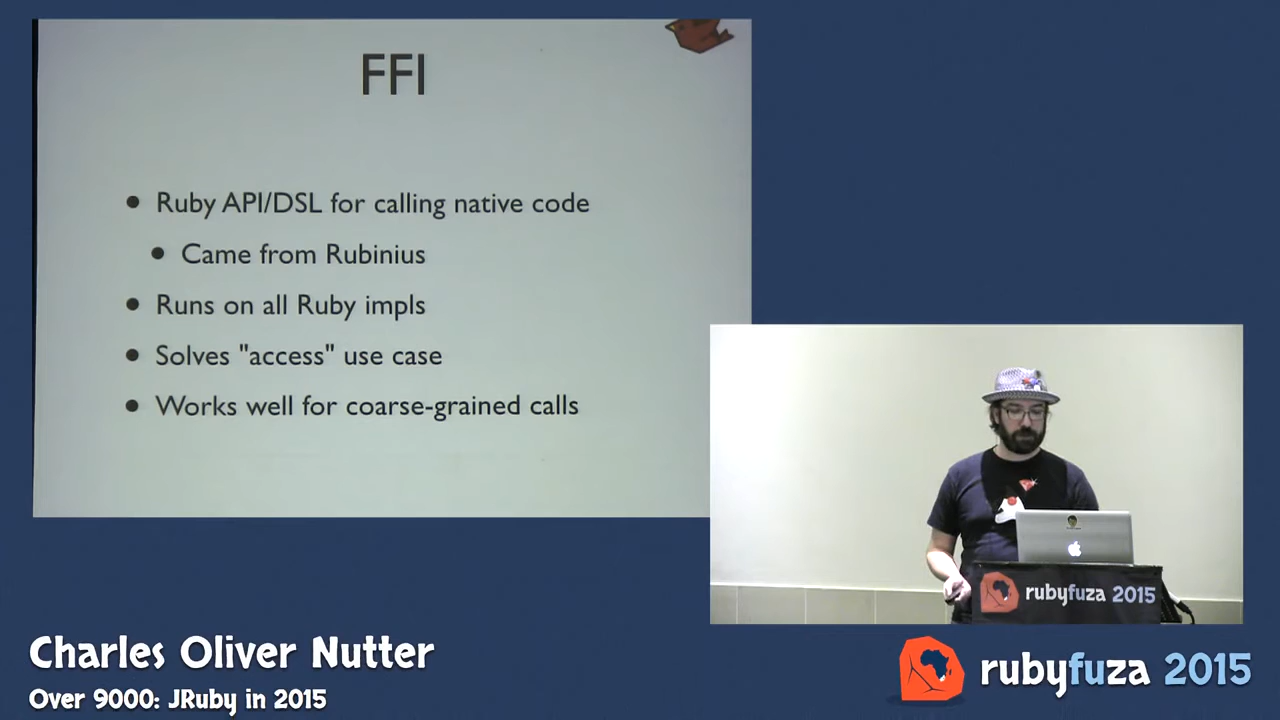 FFI
• Ruby API/DSL for calling native code
• Came from Rubinius
• Runs on all Ruby impls
• Solves "access" use case
• Works well for coarse-grained calls
rubyfuza 2015
Charles Oliver Nutter
Over 9000: JRuby in 2015
rubyfuza 2015